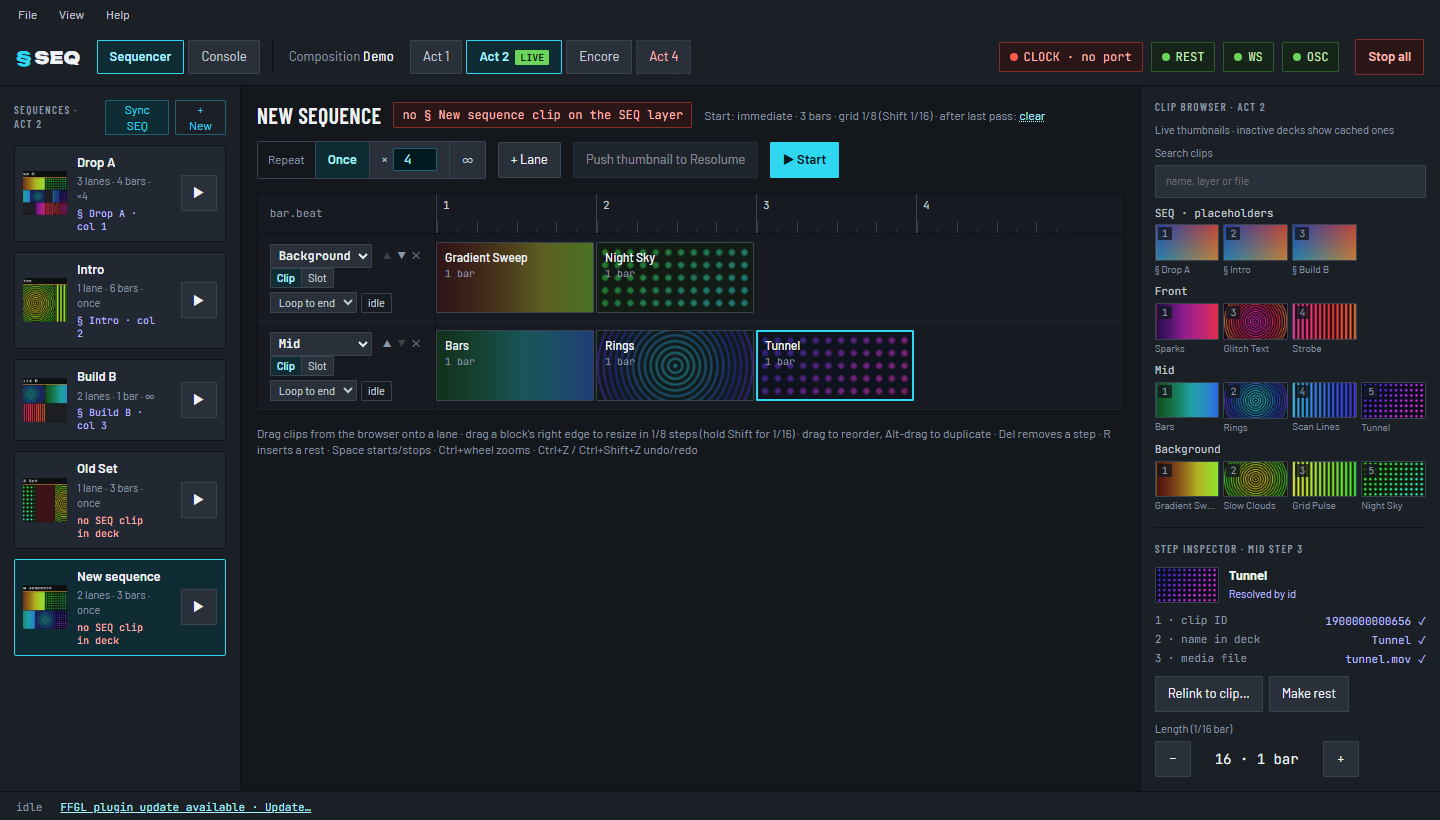 File View Help
§ SEQ Sequencer Console Composition Demo Act 1 Act 2 LIVE Encore Act 4 CLOCK · no port REST WS OSC Stop all
SEQUENCES · ACT 2
Sync SEQ
+ New
Drop A
3 lanes · 4 bars · ×4
§ Drop A · col 1
Intro
1 lane · 6 bars · once
§ Intro · col 2
Build B
2 lanes · 1 bar · ∞
§ Build B · col 3
Old Set
1 lane · 3 bars · once
no SEQ clip in deck
New sequence
2 lanes · 3 bars · once
no SEQ clip in deck
NEW SEQUENCE no § New sequence clip on the SEQ layer Start: immediate · 3 bars · grid 1/8 (Shift 1/16) · after last pass: clear
Repeat Once × 4 ∞ + Lane Push thumbnail to Resolume ▶ Start
bar.beat 1 2 3 4
Background ▲ ▼ ✕
Clip Slot
Loop to end idle
Gradient Sweep
1 bar
Night Sky
1 bar
Mid ▲ ▼ ✕
Clip Slot
Loop to end idle
Bars
1 bar
Rings
1 bar
Tunnel
1 bar
Drag clips from the browser onto a lane · drag a block's right edge to resize in 1/8 steps (hold Shift for 1/16) · drag to reorder, Alt-drag to duplicate · Del removes a step · R
inserts a rest · Space starts/stops · Ctrl+wheel zooms · Ctrl+Z / Ctrl+Shift+Z undo/redo
CLIP BROWSER · ACT 2
Live thumbnails · inactive decks show cached ones
Search clips
name, layer or file
SEQ · placeholders
1 2 3
§ Drop A § Intro § Build B
Front
1 3 4
Sparks Glitch Text Strobe
Mid
1 2 4 5
Bars Rings Scan Lines Tunnel
Background
1 2 3 5
Gradient Sw... Slow Clouds Grid Pulse Night Sky
STEP INSPECTOR · MID STEP 3
Tunnel
Resolved by id
1 · clip ID 1900000000656 ✓
2 · name in deck Tunnel ✓
3 · media file tunnel.mov ✓
Relink to clip... Make rest
Length (1/16 bar)
− 16 · 1 bar +
idle FFGL plugin update available · Update…